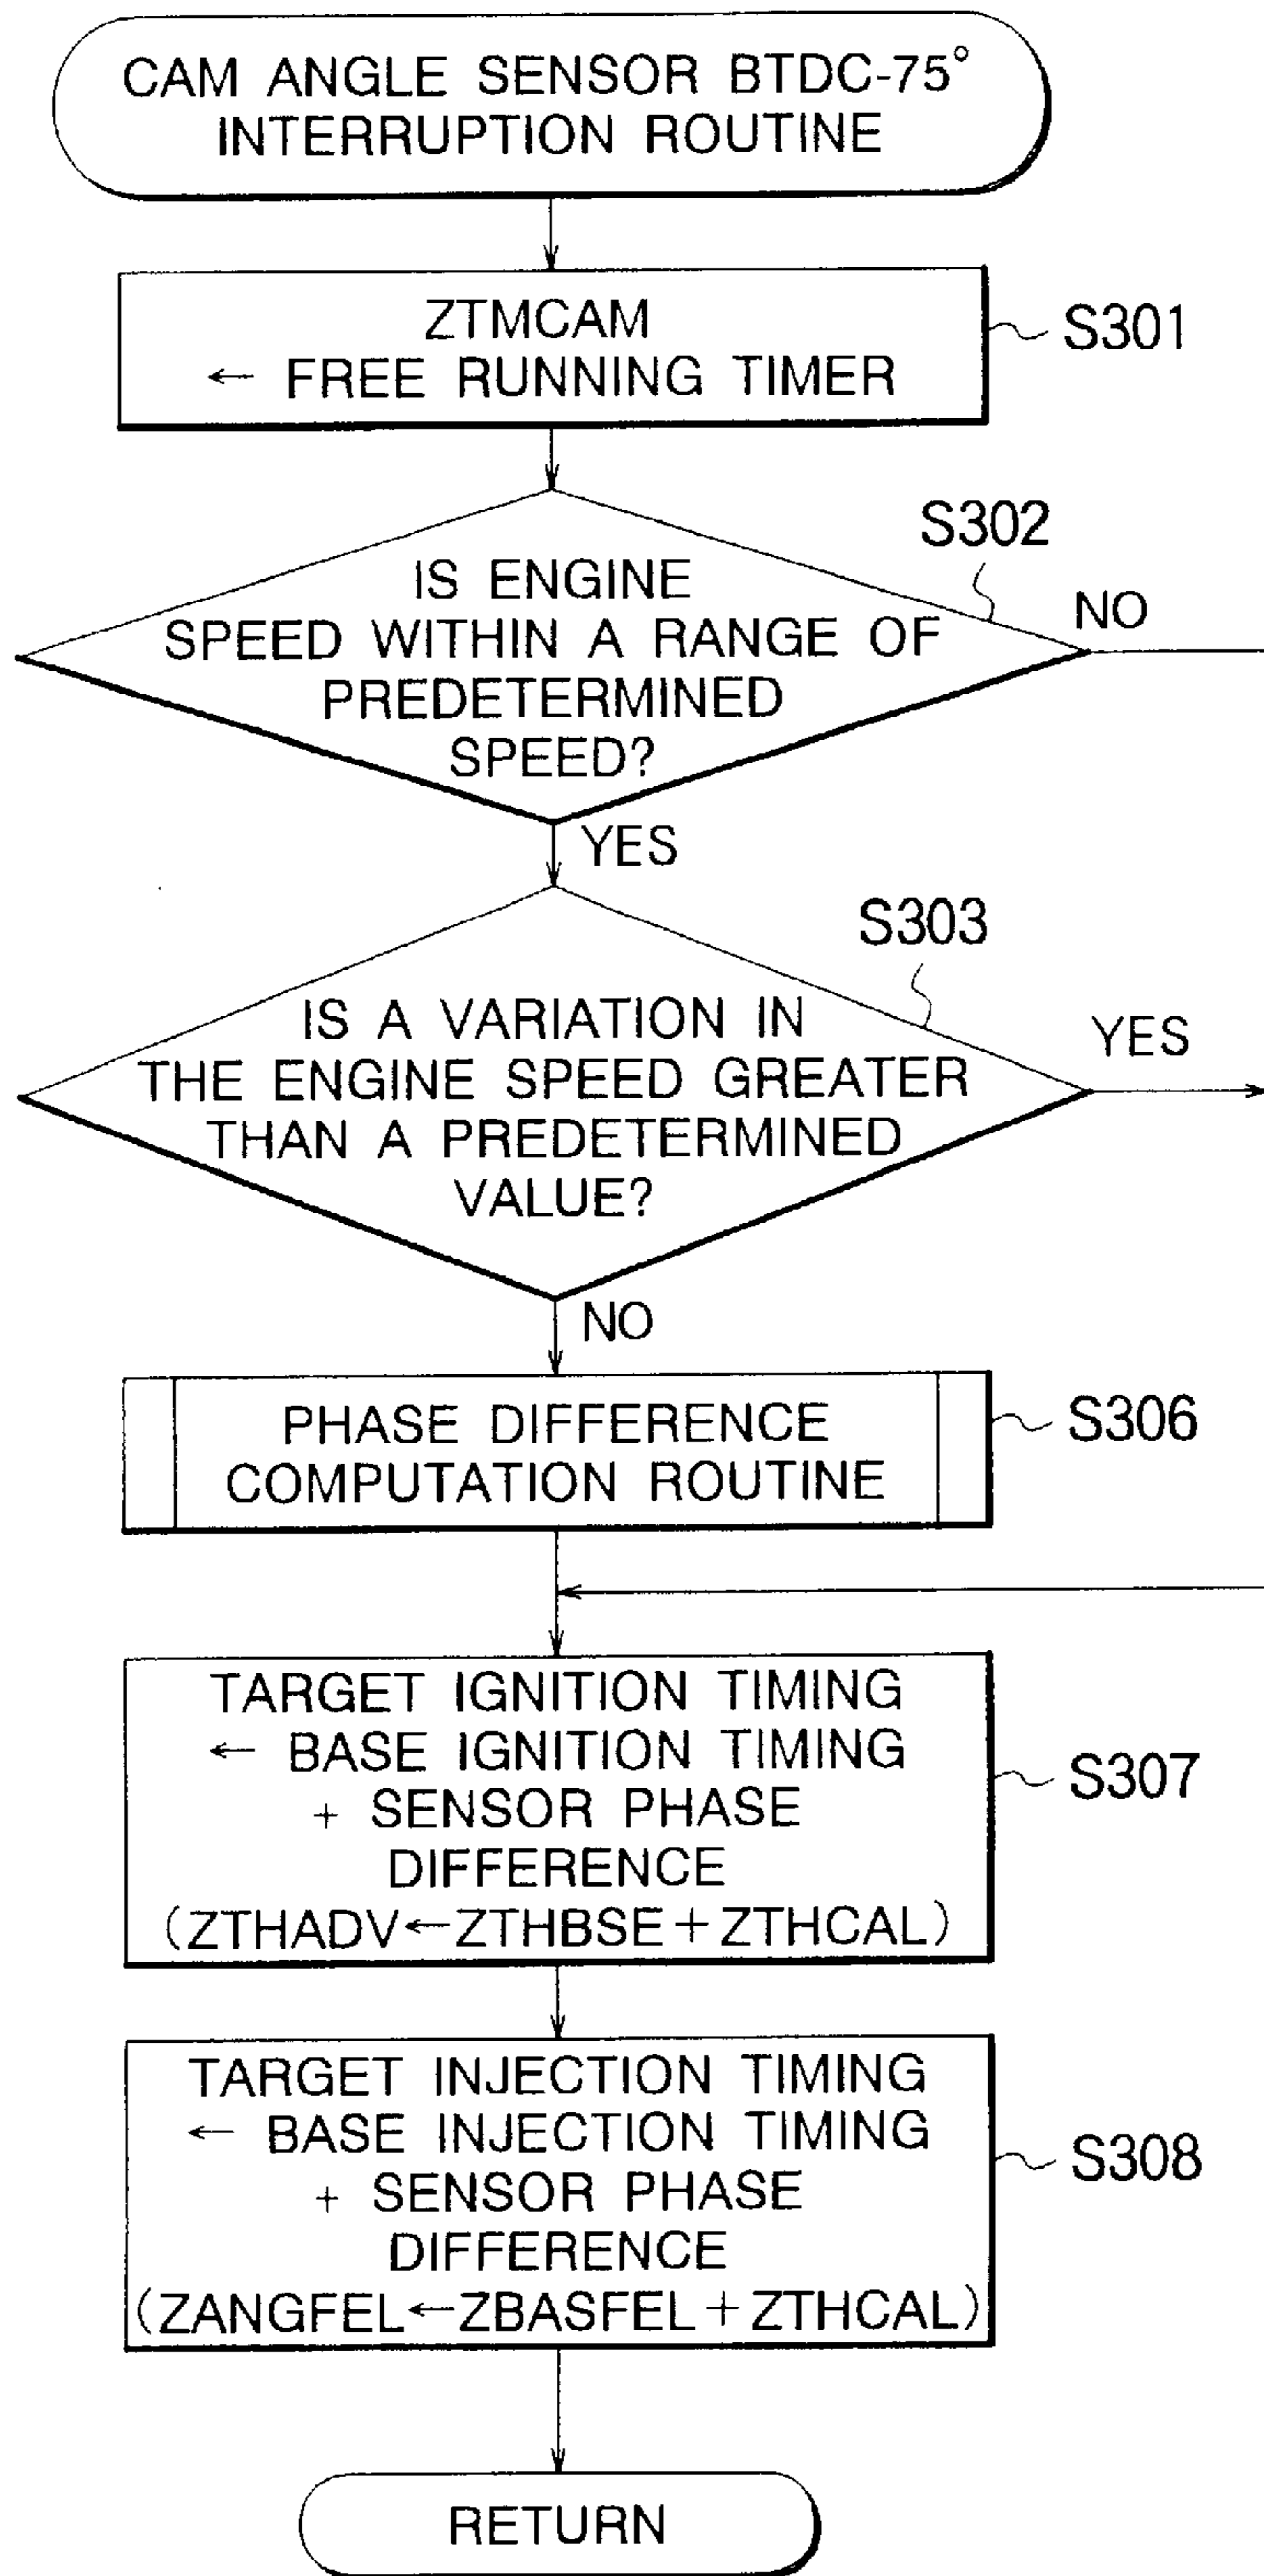 CAM ANGLE SENSOR BTDC-75°
INTERRUPTION ROUTINE
ZTMCAM
← FREE RUNNING TIMER
S301
S302
IS ENGINE
SPEED WITHIN A RANGE OF
PREDETERMINED
SPEED?
NO
YES
S303
IS A VARIATION IN
THE ENGINE SPEED GREATER
THAN A PREDETERMINED
VALUE?
YES
NO
PHASE DIFFERENCE
COMPUTATION ROUTINE
S306
TARGET IGNITION TIMING
← BASE IGNITION TIMING
+ SENSOR PHASE
DIFFERENCE
(ZTHADV←ZTHBSE+ZTHCAL)
S307
TARGET INJECTION TIMING
← BASE INJECTION TIMING
+ SENSOR PHASE
DIFFERENCE
(ZANGFEL←ZBASFEL+ZTHCAL)
S308
RETURN